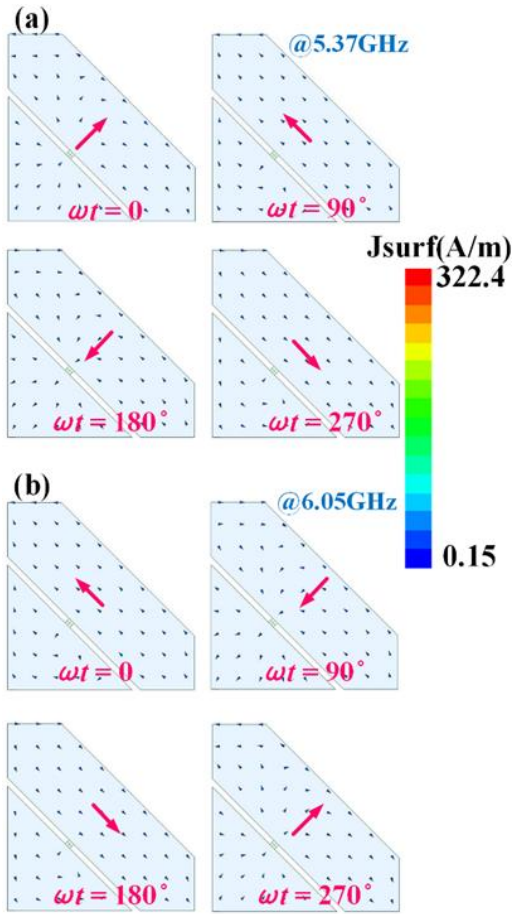 (a)
@5.37GHz
ωt = 0
ωt = 90°
Jsurf(A/m)
322.4
ωt = 180°
ωt = 270°
(b)
@6.05GHz
0.15
ωt = 0
ωt = 90°
ωt = 180°
ωt = 270°